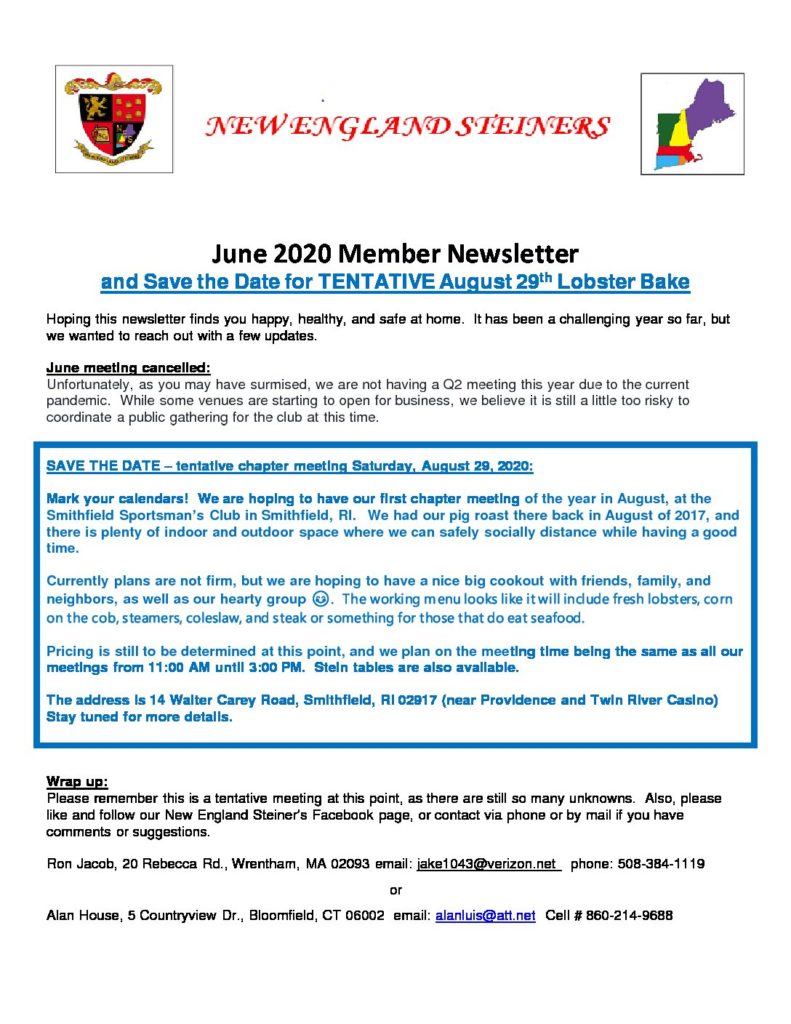 NEW ENGLAND STEINERS
June 2020 Member Newsletter
and Save the Date for TENTATIVE August 29th Lobster Bake
Hoping this newsletter finds you happy, healthy, and safe at home. It has been a challenging year so far, but
we wanted to reach out with a few updates.
June meeting cancelled:
Unfortunately, as you may have surmised, we are not having a Q2 meeting this year due to the current
pandemic. While some venues are starting to open for business, we believe it is still a little too risky to
coordinate a public gathering for the club at this time.
SAVE THE DATE – tentative chapter meeting Saturday, August 29, 2020:
Mark your calendars! We are hoping to have our first chapter meeting of the year in August, at the
Smithfield Sportsman's Club in Smithfield, RI. We had our pig roast there back in August of 2017, and
there is plenty of indoor and outdoor space where we can safely socially distance while having a good
time.
Currently plans are not firm, but we are hoping to have a nice big cookout with friends, family, and
neighbors, as well as our hearty group 😊. The working menu looks like it will include fresh lobsters, corn
on the cob, steamers, coleslaw, and steak or something for those that do eat seafood.
Pricing is still to be determined at this point, and we plan on the meeting time being the same as all our
meetings from 11:00 AM until 3:00 PM. Stein tables are also available.
The address is 14 Walter Carey Road, Smithfield, RI 02917 (near Providence and Twin River Casino)
Stay tuned for more details.
Wrap up:
Please remember this is a tentative meeting at this point, as there are still so many unknowns. Also, please
like and follow our New England Steiner's Facebook page, or contact via phone or by mail if you have
comments or suggestions.
Ron Jacob, 20 Rebecca Rd., Wrentham, MA 02093 email: jake1043@verizon.net phone: 508-384-1119
or
Alan House, 5 Countryview Dr., Bloomfield, CT 06002 email: alanluis@att.net Cell # 860-214-9688